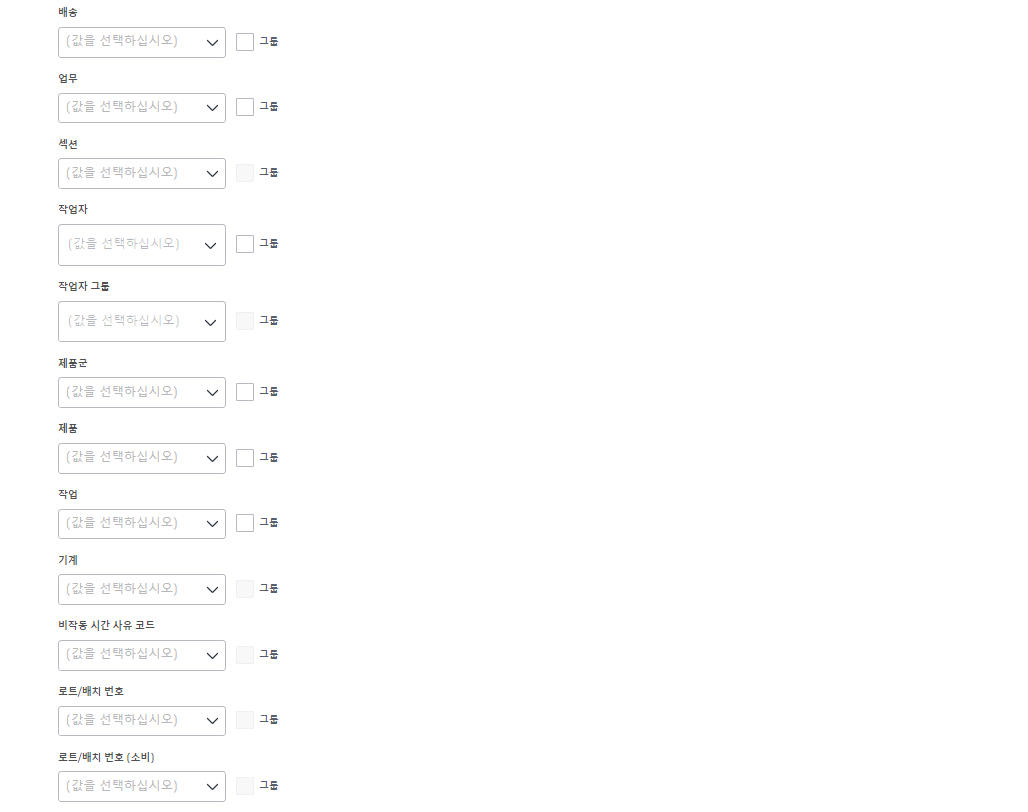 배송
(값을 선택하십시오) 그룹
업무
(값을 선택하십시오) 그룹
섹션
(값을 선택하십시오) 그룹
작업자
(값을 선택하십시오) 그룹
작업자 그룹
(값을 선택하십시오) 그룹
제품군
(값을 선택하십시오) 그룹
제품
(값을 선택하십시오) 그룹
작업
(값을 선택하십시오) 그룹
기계
(값을 선택하십시오) 그룹
비작동 시간 사유 코드
(값을 선택하십시오) 그룹
로트/배치 번호
(값을 선택하십시오) 그룹
로트/배치 번호 (소비)
(값을 선택하십시오) 그룹